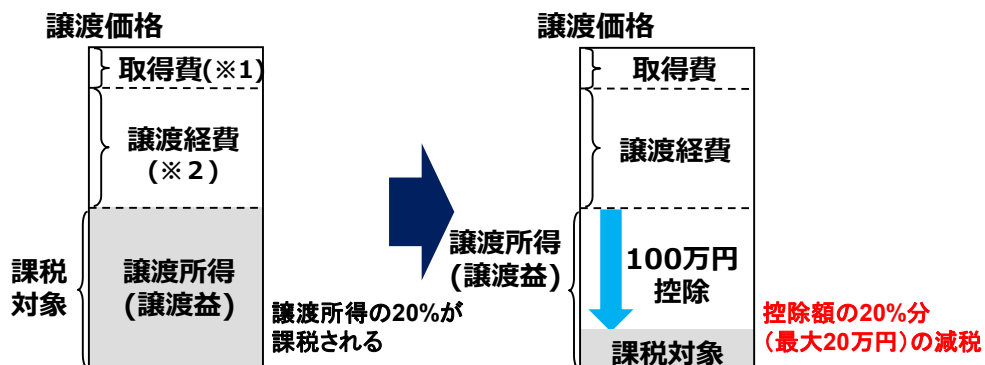 譲渡価格
取得費(※1)
譲渡経費
(※２)
課税
対象
譲渡所得
(譲渡益)
譲渡所得の20%が
課税される
譲渡価格
取得費
譲渡経費
譲渡所得
(譲渡益)
100万円
控除
課税対象
控除額の20%分
（最大20万円）の減税